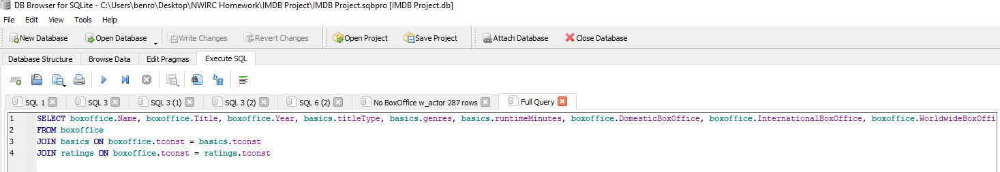 DB Browser for SQLite - C:\Users\benro\Desktop\NWIRC Homework\IMDB Project\IMDB Project.sqbpro [IMDB Project.db]
File Edit View Tools Help
New Database Open Database Write Changes Revert Changes Open Project Save Project Attach Database Close Database
Database Structure Browse Data Edit Pragmas Execute SQL
SQL 1 SQL 3 SQL 3 (1) SQL 3 (2) SQL 6 (2) No BoxOffice w_actor 287 rows Full Query
1 SELECT boxoffice.Name, boxoffice.Title, boxoffice.Year, basics.titleType, basics.genres, basics.runtimeMinutes, boxoffice.DomesticBoxOffice, boxoffice.InternationalBoxOffice, boxoffice.WorldwideBoxOffi
2 FROM boxoffice
3 JOIN basics ON boxoffice.tconst = basics.tconst
4 JOIN ratings ON boxoffice.tconst = ratings.tconst